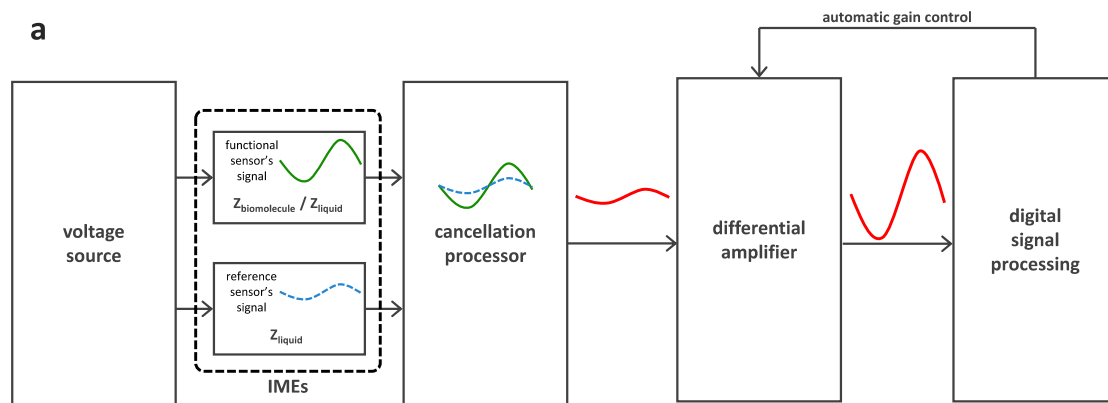 a
automatic gain control
voltage
source
functional
sensor's
signal
Zbiomolecule / Zliquid
reference
sensor's
signal
Zliquid
IMEs
cancellation
processor
differential
amplifier
digital
signal
processing